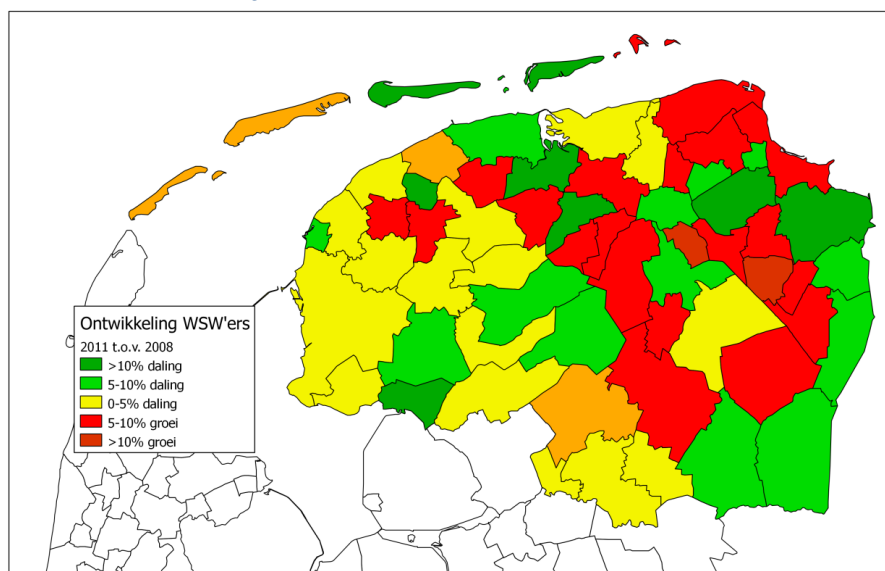 Ontwikkeling WSW'ers
2011 t.o.v. 2008
>10% daling
5-10% daling
0-5% daling
5-10% groei
>10% groei